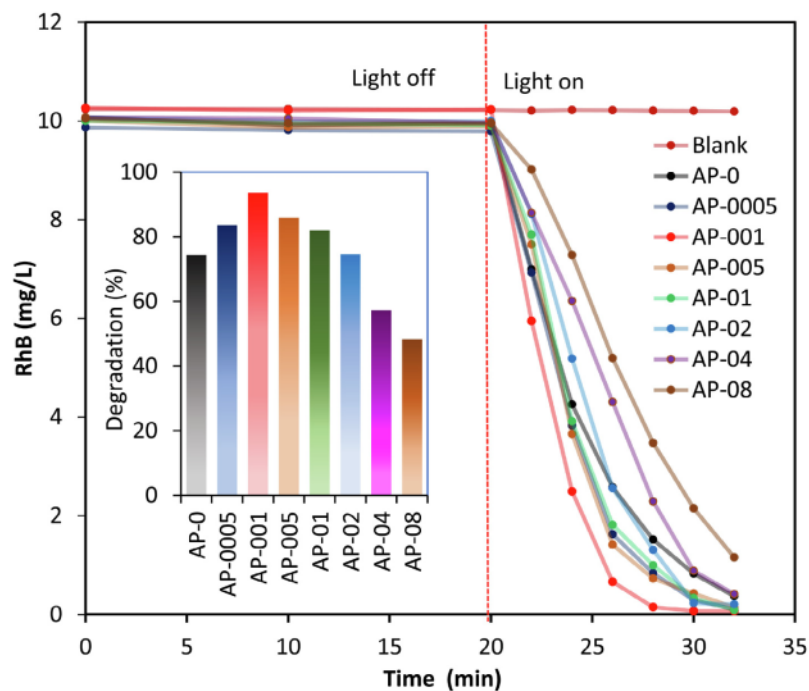 12
10
8
6
4
2
0
RhB (mg/L)
0
5
10
15
20
25
30
35
Time (min)
Light off
Light on
Blank
AP-0
AP-0005
AP-001
AP-005
AP-01
AP-02
AP-04
AP-08
100
80
60
40
20
0
Degradation (%)
AP-0
AP-0005
AP-001
AP-005
AP-01
AP-02
AP-04
AP-08